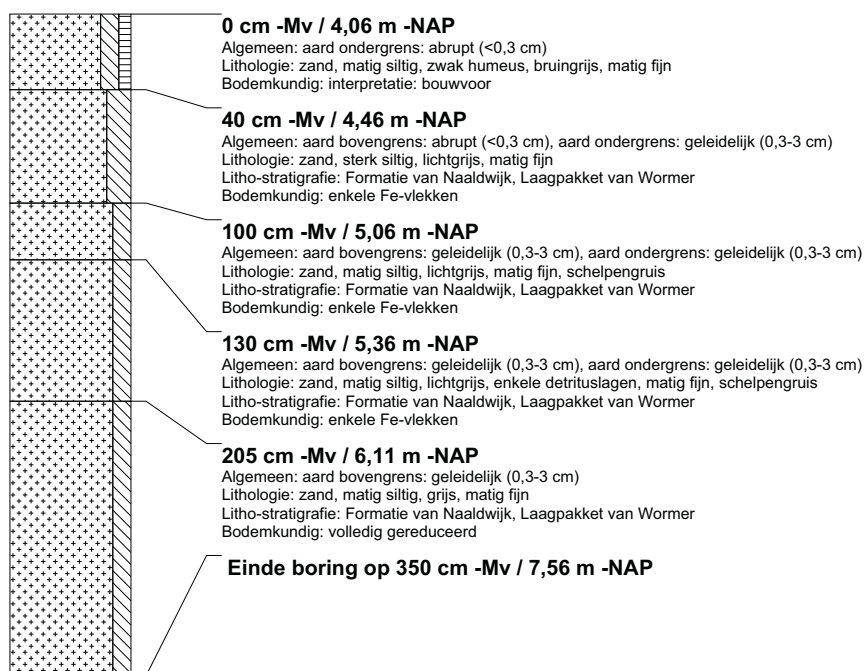 0 cm -Mv / 4,06 m -NAP
Algemeen: aard ondergrens: abrupt (<0,3 cm)
Lithologie: zand, matig siltig, zwak humeus, bruingrijs, matig fijn
Bodemkundig: interpretatie: bouwvoor
40 cm -Mv / 4,46 m -NAP
Algemeen: aard bovengrens: abrupt (<0,3 cm), aard ondergrens: geleidelijk (0,3-3 cm)
Lithologie: zand, sterk siltig, lichtgrijs, matig fijn
Litho-stratigrafie: Formatie van Naaldwijk, Laagpakket van Wormer
Bodemkundig: enkele Fe-vlekken
100 cm -Mv / 5,06 m -NAP
Algemeen: aard bovengrens: geleidelijk (0,3-3 cm), aard ondergrens: geleidelijk (0,3-3 cm)
Lithologie: zand, matig siltig, lichtgrijs, matig fijn, schelpengruis
Litho-stratigrafie: Formatie van Naaldwijk, Laagpakket van Wormer
Bodemkundig: enkele Fe-vlekken
130 cm -Mv / 5,36 m -NAP
Algemeen: aard bovengrens: geleidelijk (0,3-3 cm), aard ondergrens: geleidelijk (0,3-3 cm)
Lithologie: zand, matig siltig, lichtgrijs, enkele detrituslagen, matig fijn, schelpengruis
Litho-stratigrafie: Formatie van Naaldwijk, Laagpakket van Wormer
Bodemkundig: enkele Fe-vlekken
205 cm -Mv / 6,11 m -NAP
Algemeen: aard bovengrens: geleidelijk (0,3-3 cm)
Lithologie: zand, matig siltig, grijs, matig fijn
Litho-stratigrafie: Formatie van Naaldwijk, Laagpakket van Wormer
Bodemkundig: volledig gereduceerd
Einde boring op 350 cm -Mv / 7,56 m -NAP